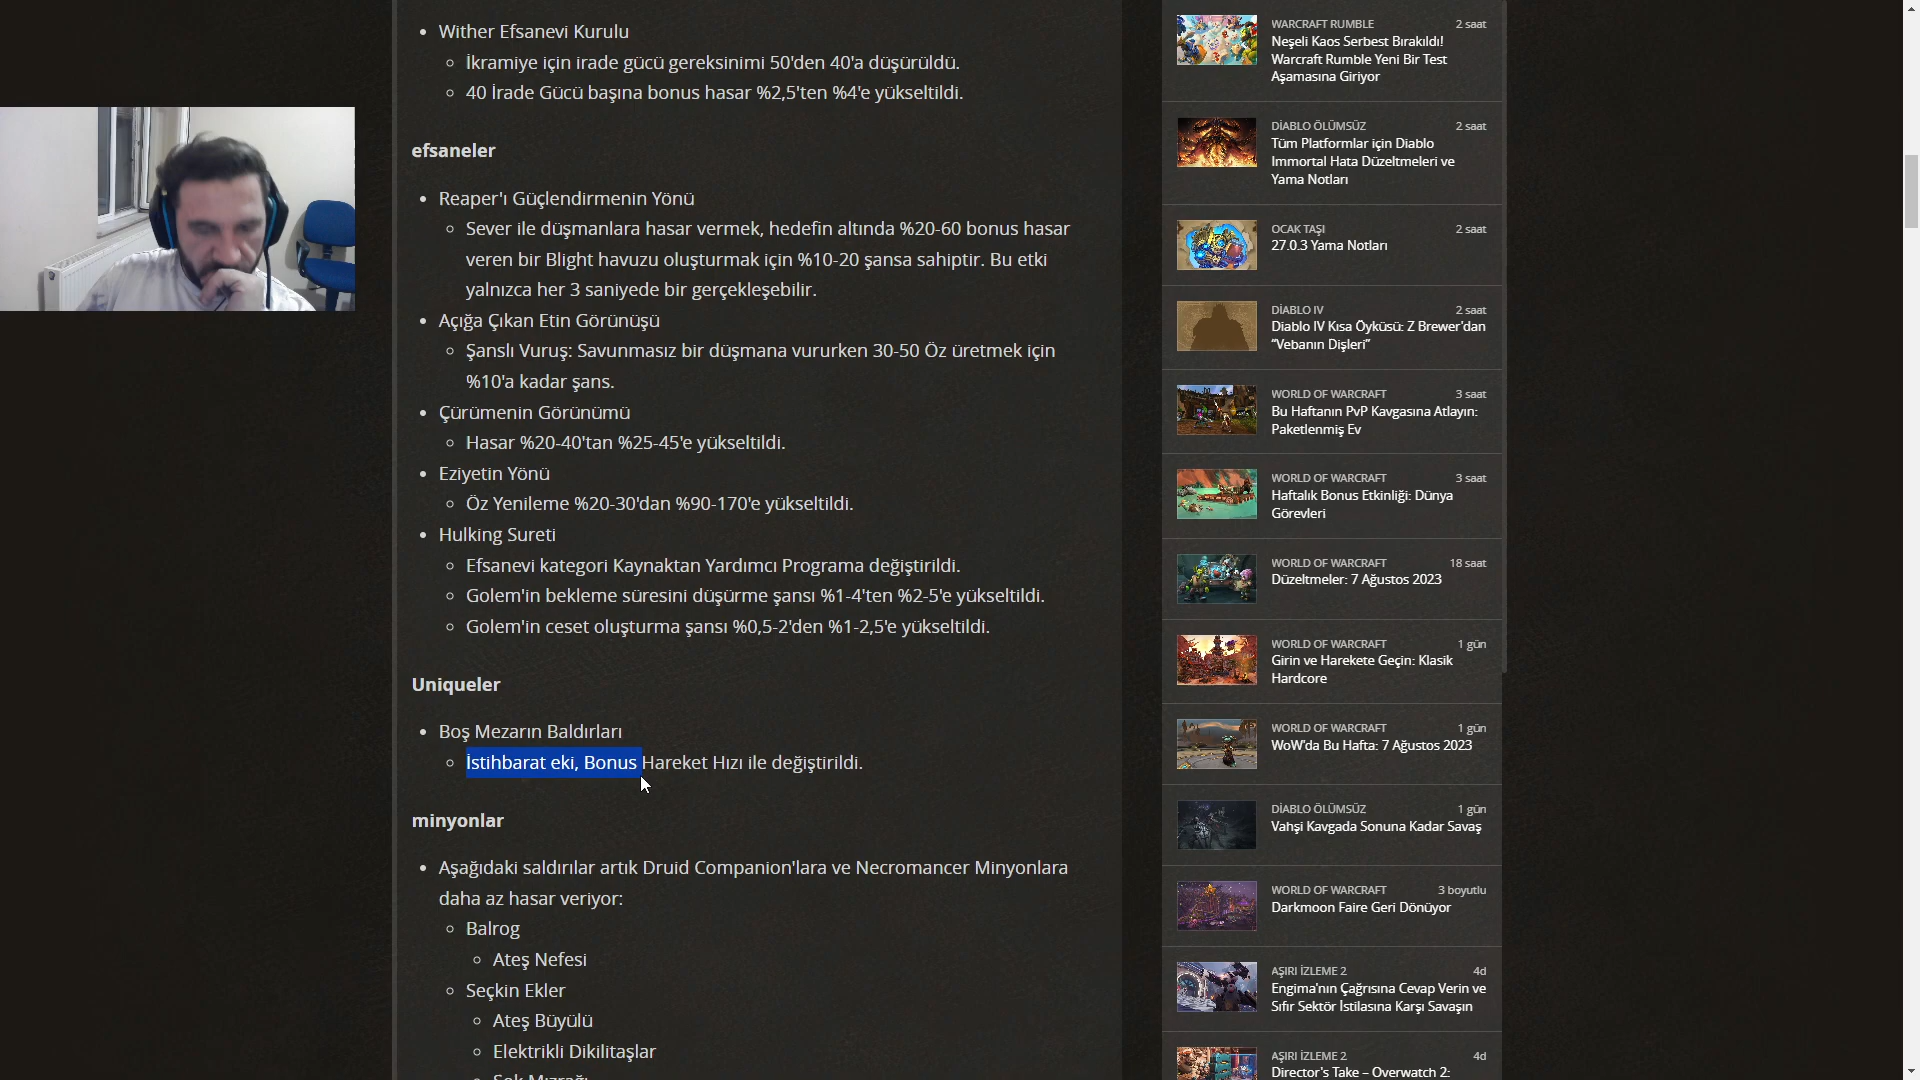 Wither Efsanevi Kurulu
İkramiye için irade gücü gereksinimi 50'den 40'a düşürüldü.
40 İrade Gücü başına bonus hasar %2,5'ten %4'e yükseltildi.
efsaneler
Reaper'ı Güçlendirmenin Yönü
Sever ile düşmanlara hasar vermek, hedefin altında %20-60 bonus hasar
veren bir Blight havuzu oluşturmak için %10-20 şansa sahiptir. Bu etki
yalnızca her 3 saniyede bir gerçekleşebilir.
Açığa Çıkan Etin Görünüşü
Şanslı Vuruş: Savunmasız bir düşmana vururken 30-50 Öz üretmek için
%10'a kadar şans.
Çürümenin Görünümü
Hasar %20-40'tan %25-45'e yükseltildi.
Eziyetin Yönü
Öz Yenileme %20-30'dan %90-170'e yükseltildi.
Hulking Sureti
Efsanevi kategori Kaynaktan Yardımcı Programa değiştirildi.
Golem'in bekleme süresini düşürme şansı %1-4'ten %2-5'e yükseltildi.
Golem'in ceset oluşturma şansı %0,5-2'den %1-2,5'e yükseltildi.
Uniqueler
Boş Mezarın Baldırları
İstihbarat eki, Bonus Hareket Hızı ile değiştirildi.
minyonlar
Aşağıdaki saldırılar artık Druid Companion'lara ve Necromancer Minyonlara
daha az hasar veriyor:
Balrog
Ateş Nefesi
Seçkin Ekler
Ateş Büyülü
Elektrikli Dikilitaşlar
WARCRAFT RUMBLE 2 saat
Neşeli Kaos Serbest Bırakıldı!
Warcraft Rumble Yeni Bir Test
Aşamasına Giriyor
DİABLO ÖLÜMSÜZ 2 saat
Tüm Platformlar için Diablo
Immortal Hata Düzeltmeleri ve
Yama Notları
OCAK TAŞI 2 saat
27.0.3 Yama Notları
DİABLO IV 2 saat
Diablo IV Kısa Öyküsü: Z Brewer'dan
“Vebanın Dişleri”
WORLD OF WARCRAFT 3 saat
Bu Haftanın PvP Kavgasına Atlayın:
Paketlenmiş Ev
WORLD OF WARCRAFT 3 saat
Haftalık Bonus Etkinliği: Dünya
Görevleri
WORLD OF WARCRAFT 18 saat
Düzeltmeler: 7 Ağustos 2023
WORLD OF WARCRAFT 1 gün
Girin ve Harekete Geçin: Klasik
Hardcore
WORLD OF WARCRAFT 1 gün
WoW'da Bu Hafta: 7 Ağustos 2023
DİABLO ÖLÜMSÜZ 1 gün
Vahşi Kavgada Sonuna Kadar Savaş
WORLD OF WARCRAFT 3 boyutlu
Darkmoon Faire Geri Dönüyor
AŞIRI İZLEME 2 4d
Engima'nın Çağrısına Cevap Verin ve
Sıfır Sektör İstilasına Karşı Savaşın
AŞIRI İZLEME 2 4d
Director's Take – Overwatch 2: